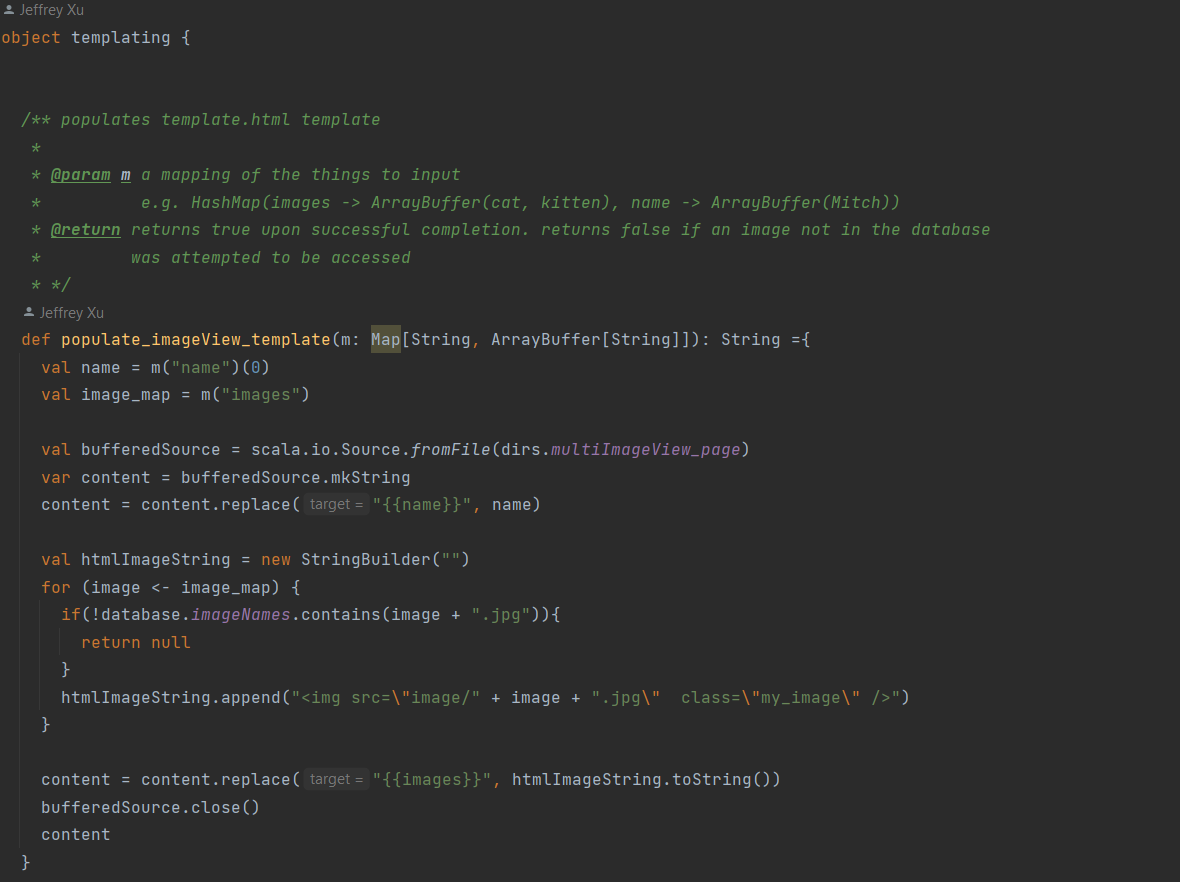 Jeffrey Xu
object templating {
/** populates template.html template
*
* @param m a mapping of the things to input
* e.g. HashMap(images -> ArrayBuffer(cat, kitten), name -> ArrayBuffer(Mitch))
* @return returns true upon successful completion. returns false if an image not in the database
* was attempted to be accessed
* */
Jeffrey Xu
def populate_imageView_template(m: Map[String, ArrayBuffer[String]]): String ={
val name = m("name")(0)
val image_map = m("images")
val bufferedSource = scala.io.Source.fromFile(dirs.multiImageView_page)
var content = bufferedSource.mkString
content = content.replace( target = "{{name}}", name)
val htmlImageString = new StringBuilder("")
for (image <- image_map) {
if(!database.imageNames.contains(image + ".jpg")){
return null
}
htmlImageString.append("<img src=\"image/" + image + ".jpg\"  class=\"my_image\" />")
}
content = content.replace( target = "{{images}}", htmlImageString.toString())
bufferedSource.close()
content
}